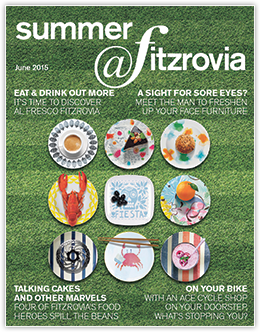 summer
@fitzrovia
June 2015
EAT & DRINK OUT MORE
IT'S TIME TO DISCOVER
AL FRESCO FITZROVIA
A SIGHT FOR SORE EYES?
MEET THE MAN TO FRESHEN
UP YOUR FACE FURNITURE
FIESTA
TALKING CAKES
AND OTHER MARVELS
FOUR OF FITZROVIA'S FOOD
HEROES SPILL THE BEANS
ON YOUR BIKE
WITH AN ACE CYCLE SHOP
ON YOUR DOORSTEP,
WHAT'S STOPPING YOU?